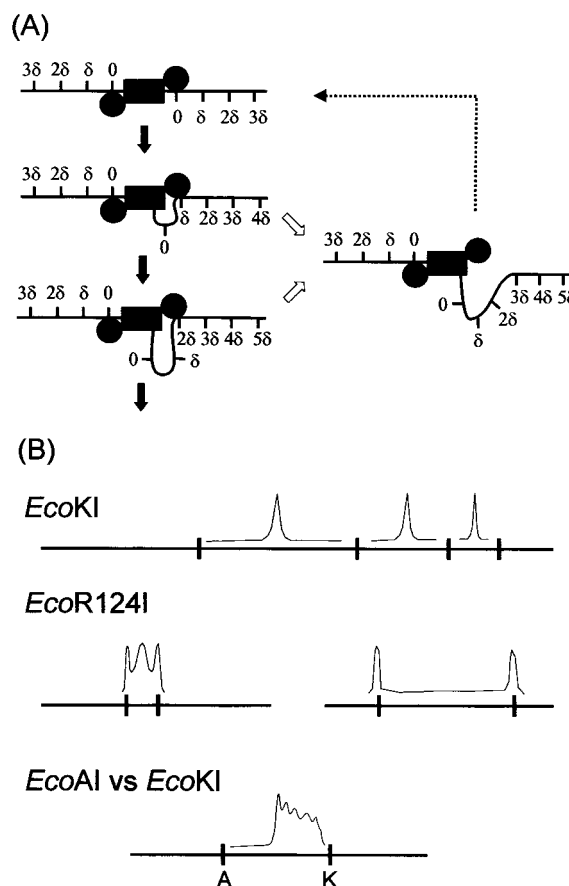 (A)
3δ 2δ δ 0
0 δ 2δ 3δ
3δ 2δ δ 0
δ 2δ 3δ 4δ
0
3δ 2δ δ 0
0 3δ 4δ 5δ
δ 2δ
3δ 2δ δ 0
2δ 3δ 4δ 5δ
0 δ
(B)
EcoKI
EcoR124I
EcoAI vs EcoKI
A K